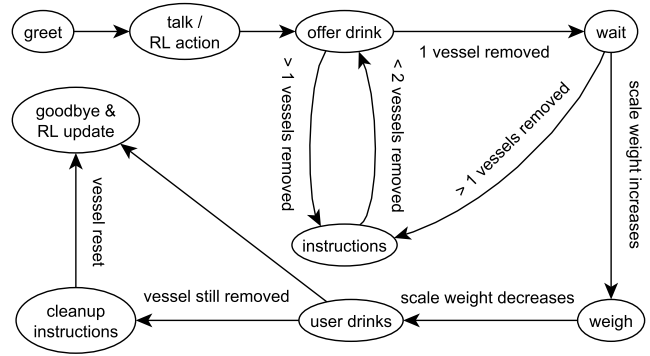 greet
talk /
RL action
offer drink
1 vessel removed
wait
> 1 vessels removed
< 2 vessels removed
> 1 vessels removed
scale weight increases
goodbye &
RL update
vessel reset
instructions
cleanup
instructions
vessel still removed
user drinks
scale weight decreases
weigh